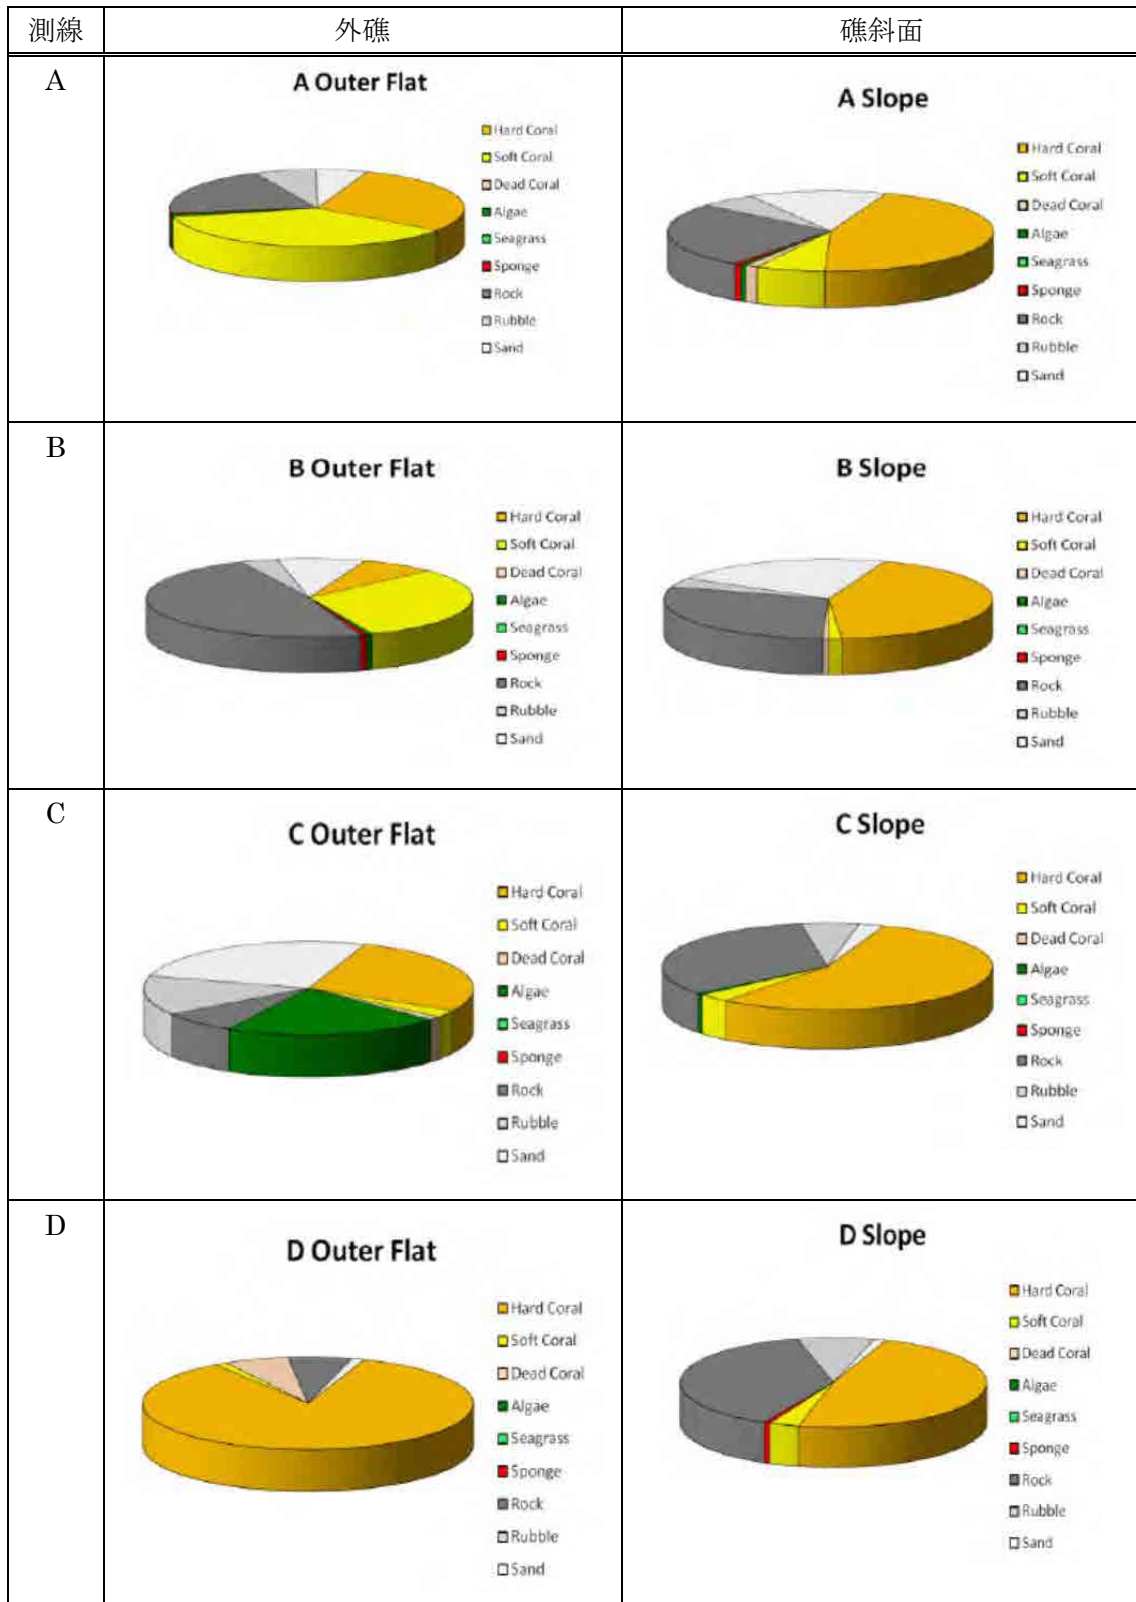 測線 外礁 礁斜面
A
A Outer Flat
Hard Coral
Soft Coral
Dead Coral
Algae
Seagrass
Sponge
Rock
Rubble
Sand
A Slope
Hard Coral
Soft Coral
Dead Coral
Algae
Seagrass
Sponge
Rock
Rubble
Sand
B
B Outer Flat
Hard Coral
Soft Coral
Dead Coral
Algae
Seagrass
Sponge
Rock
Rubble
Sand
B Slope
Hard Coral
Soft Coral
Dead Coral
Algae
Seagrass
Sponge
Rock
Rubble
Sand
C
C Outer Flat
Hard Coral
Soft Coral
Dead Coral
Algae
Seagrass
Sponge
Rock
Rubble
Sand
C Slope
Hard Coral
Soft Coral
Dead Coral
Algae
Seagrass
Sponge
Rock
Rubble
Sand
D
D Outer Flat
Hard Coral
Soft Coral
Dead Coral
Algae
Seagrass
Sponge
Rock
Rubble
Sand
D Slope
Hard Coral
Soft Coral
Dead Coral
Algae
Seagrass
Sponge
Rock
Rubble
Sand